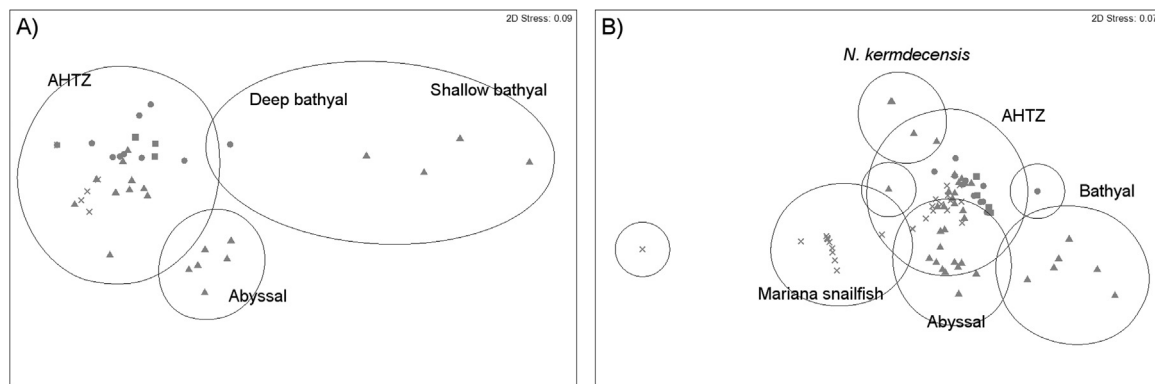 A)
2D Stress: 0.09
AHTZ
Deep bathyal
Shallow bathyal
Abyssal
B)
2D Stress: 0.07
N. kermdecensis
AHTZ
Bathyal
Mariana snailfish
Abyssal